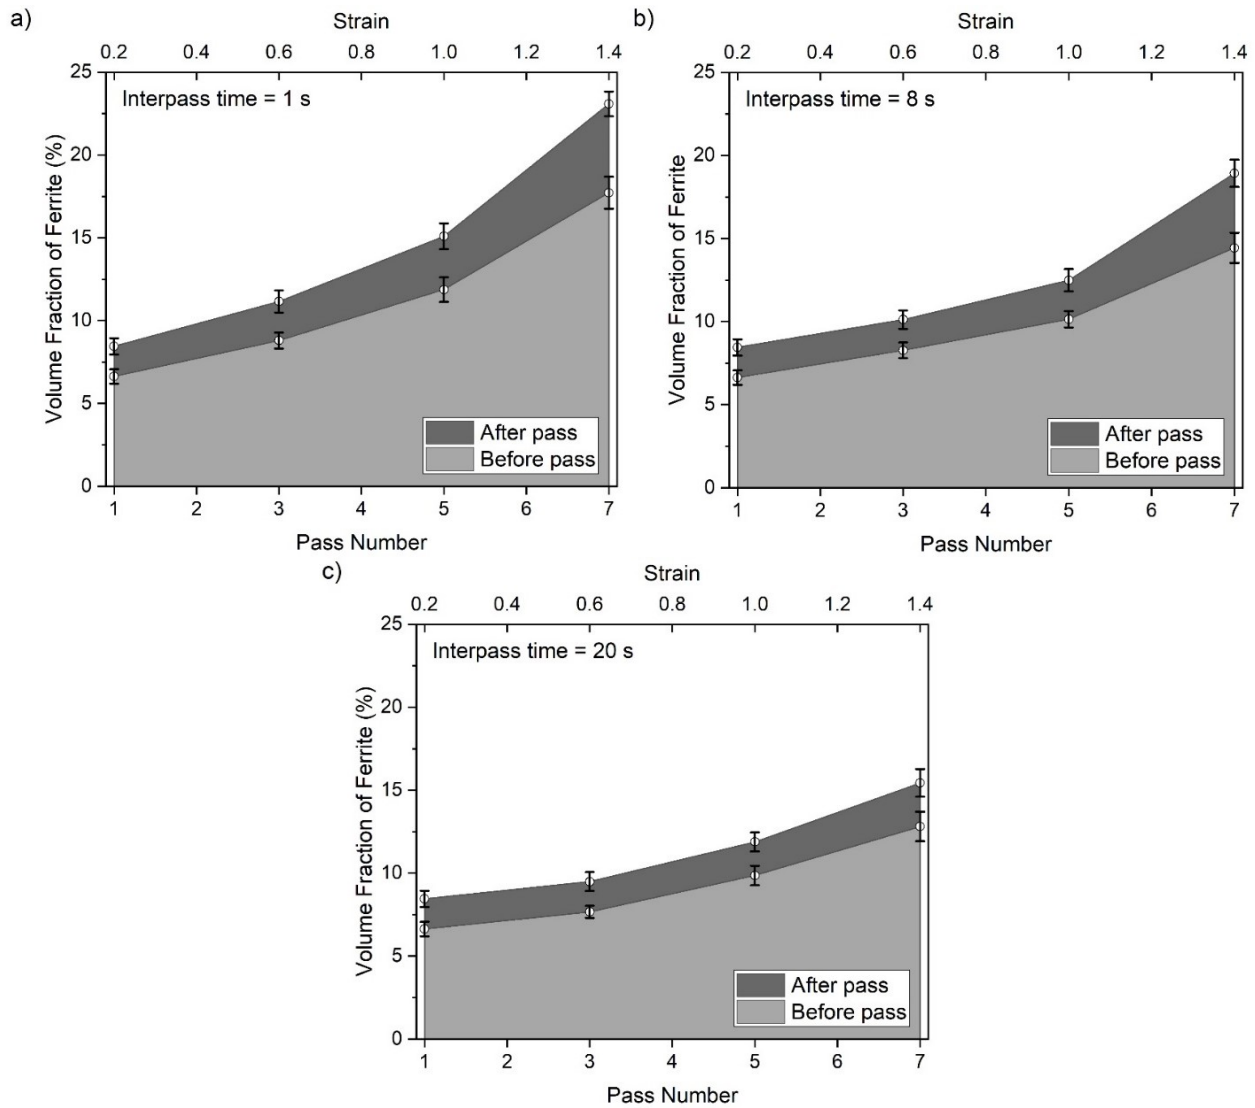 a)
Strain
0.2 0.4 0.6 0.8 1.0 1.2 1.4
Interpass time = 1 s
Volume Fraction of Ferrite (%)
25
20
15
10
5
0
After pass
Before pass
1 2 3 4 5 6 7
Pass Number
b)
Strain
0.2 0.4 0.6 0.8 1.0 1.2 1.4
Interpass time = 8 s
Volume Fraction of Ferrite
25
20
15
10
5
0
After pass
Before pass
1 2 3 4 5 6 7
Pass Number
c)
Strain
0.2 0.4 0.6 0.8 1.0 1.2 1.4
Interpass time = 20 s
Volume Fraction of Ferrite (%)
25
20
15
10
5
0
After pass
Before pass
1 2 3 4 5 6 7
Pass Number